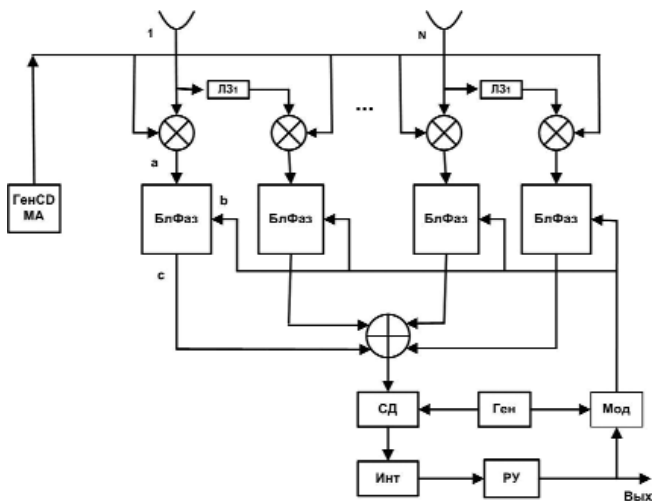 1
N
ЛЗ1
ЛЗ1
...
a
ГенCD
МА
b
БлФаз
БлФаз
БлФаз
БлФаз
c
СД
Ген
Мод
Инт
РУ
Вых